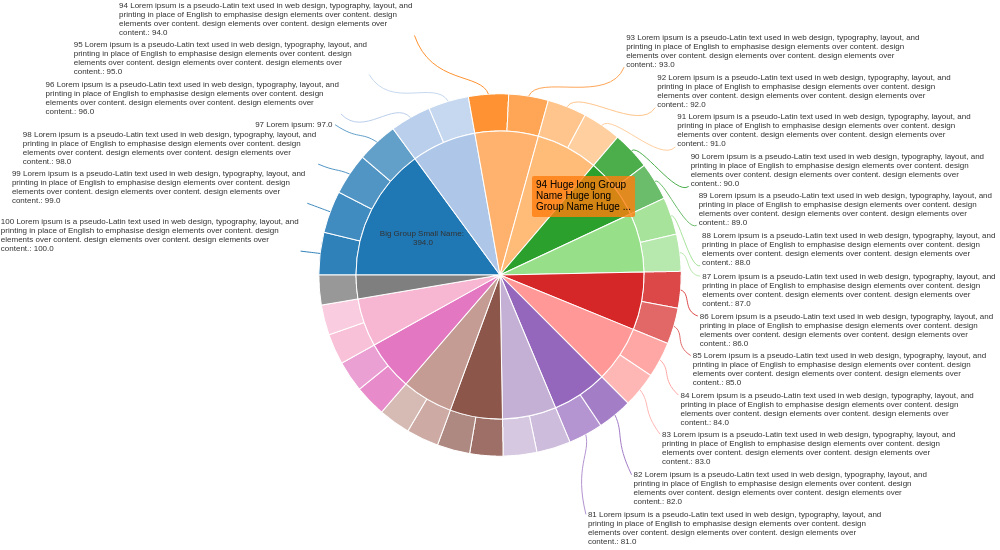 94 Lorem ipsum is a pseudo-Latin text used in web design, typography, layout, and
printing in place of English to emphasise design elements over content. design
elements over content. design elements over content. design elements over
content.: 94.0
95 Lorem ipsum is a pseudo-Latin text used in web design, typography, layout, and
printing in place of English to emphasise design elements over content. design
elements over content. design elements over content. design elements over
content.: 95.0
96 Lorem ipsum is a pseudo-Latin text used in web design, typography, layout, and
printing in place of English to emphasise design elements over content. design
elements over content. design elements over content. design elements over
content.: 96.0
97 Lorem ipsum: 97.0
98 Lorem ipsum is a pseudo-Latin text used in web design, typography, layout, and
printing in place of English to emphasise design elements over content. design
elements over content. design elements over content. design elements over
content.: 98.0
99 Lorem ipsum is a pseudo-Latin text used in web design, typography, layout, and
printing in place of English to emphasise design elements over content. design
elements over content. design elements over content. design elements over
content.: 99.0
100 Lorem ipsum is a pseudo-Latin text used in web design, typography, layout, and
printing in place of English to emphasise design elements over content. design
elements over content. design elements over content. design elements over
content.: 100.0
Big Group Small Name:
394.0
94 Huge long Group
Name Huge long
Group Name Huge ...
93 Lorem ipsum is a pseudo-Latin text used in web design, typography, layout, and
printing in place of English to emphasise design elements over content. design
elements over content. design elements over content. design elements over
content.: 93.0
92 Lorem ipsum is a pseudo-Latin text used in web design, typography, layout, and
printing in place of English to emphasise design elements over content. design
elements over content. design elements over content. design elements over
content.: 92.0
91 Lorem ipsum is a pseudo-Latin text used in web design, typography, layout, and
printing in place of English to emphasise design elements over content. design
elements over content. design elements over content. design elements over
content.: 91.0
90 Lorem ipsum is a pseudo-Latin text used in web design, typography, layout, and
printing in place of English to emphasise design elements over content. design
elements over content. design elements over content. design elements over
content.: 90.0
89 Lorem ipsum is a pseudo-Latin text used in web design, typography, layout, and
printing in place of English to emphasise design elements over content. design
elements over content. design elements over content. design elements over
content.: 89.0
88 Lorem ipsum is a pseudo-Latin text used in web design, typography, layout, and
printing in place of English to emphasise design elements over content. design
elements over content. design elements over content. design elements over
content.: 88.0
87 Lorem ipsum is a pseudo-Latin text used in web design, typography, layout, and
printing in place of English to emphasise design elements over content. design
elements over content. design elements over content. design elements over
content.: 87.0
86 Lorem ipsum is a pseudo-Latin text used in web design, typography, layout, and
printing in place of English to emphasise design elements over content. design
elements over content. design elements over content. design elements over
content.: 86.0
85 Lorem ipsum is a pseudo-Latin text used in web design, typography, layout, and
printing in place of English to emphasise design elements over content. design
elements over content. design elements over content. design elements over
content.: 85.0
84 Lorem ipsum is a pseudo-Latin text used in web design, typography, layout, and
printing in place of English to emphasise design elements over content. design
elements over content. design elements over content. design elements over
content.: 84.0
83 Lorem ipsum is a pseudo-Latin text used in web design, typography, layout, and
printing in place of English to emphasise design elements over content. design
elements over content. design elements over content. design elements over
content.: 83.0
82 Lorem ipsum is a pseudo-Latin text used in web design, typography, layout, and
printing in place of English to emphasise design elements over content. design
elements over content. design elements over content. design elements over
content.: 82.0
81 Lorem ipsum is a pseudo-Latin text used in web design, typography, layout, and
printing in place of English to emphasise design elements over content. design
elements over content. design elements over content. design elements over
content.: 81.0